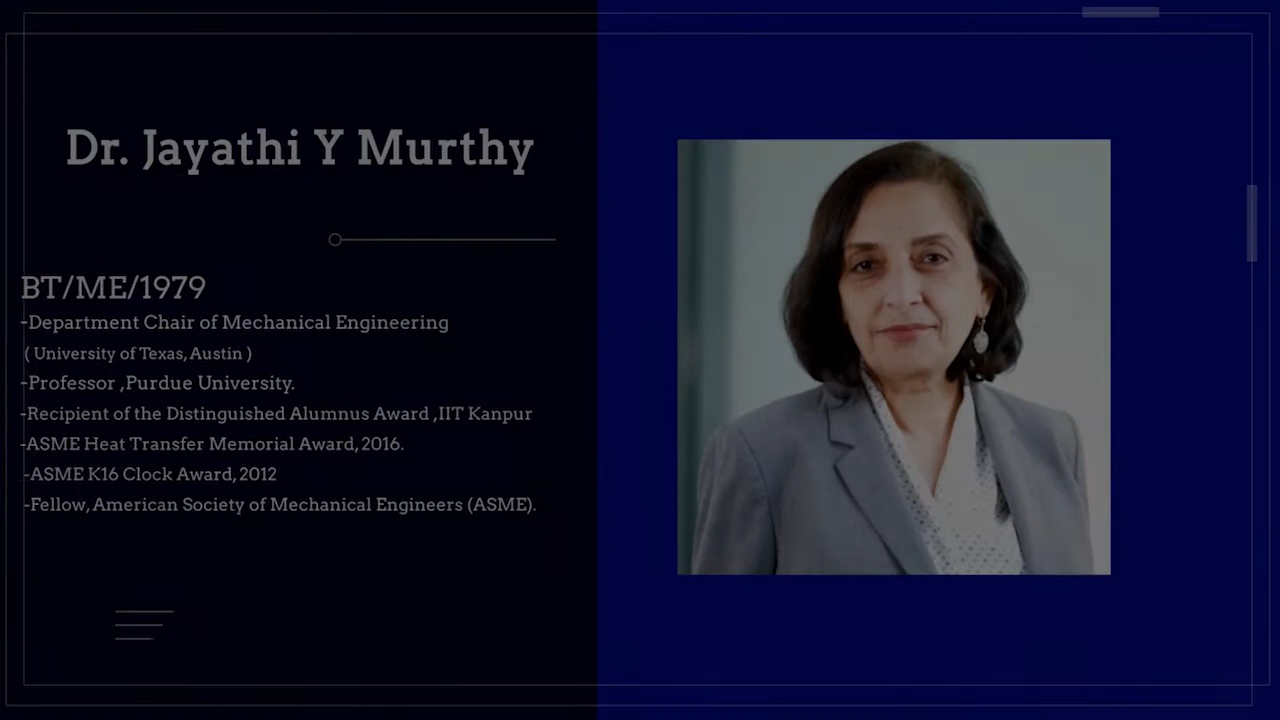 Dr. Jayathi Y Murthy
BT/ME/1979
-Department Chair of Mechanical Engineering
( University of Texas, Austin )
-Professor ,Purdue University.
-Recipient of the Distinguished Alumnus Award ,IIT Kanpur
-ASME Heat Transfer Memorial Award, 2016.
-ASME K16 Clock Award, 2012
-Fellow, American Society of Mechanical Engineers (ASME).